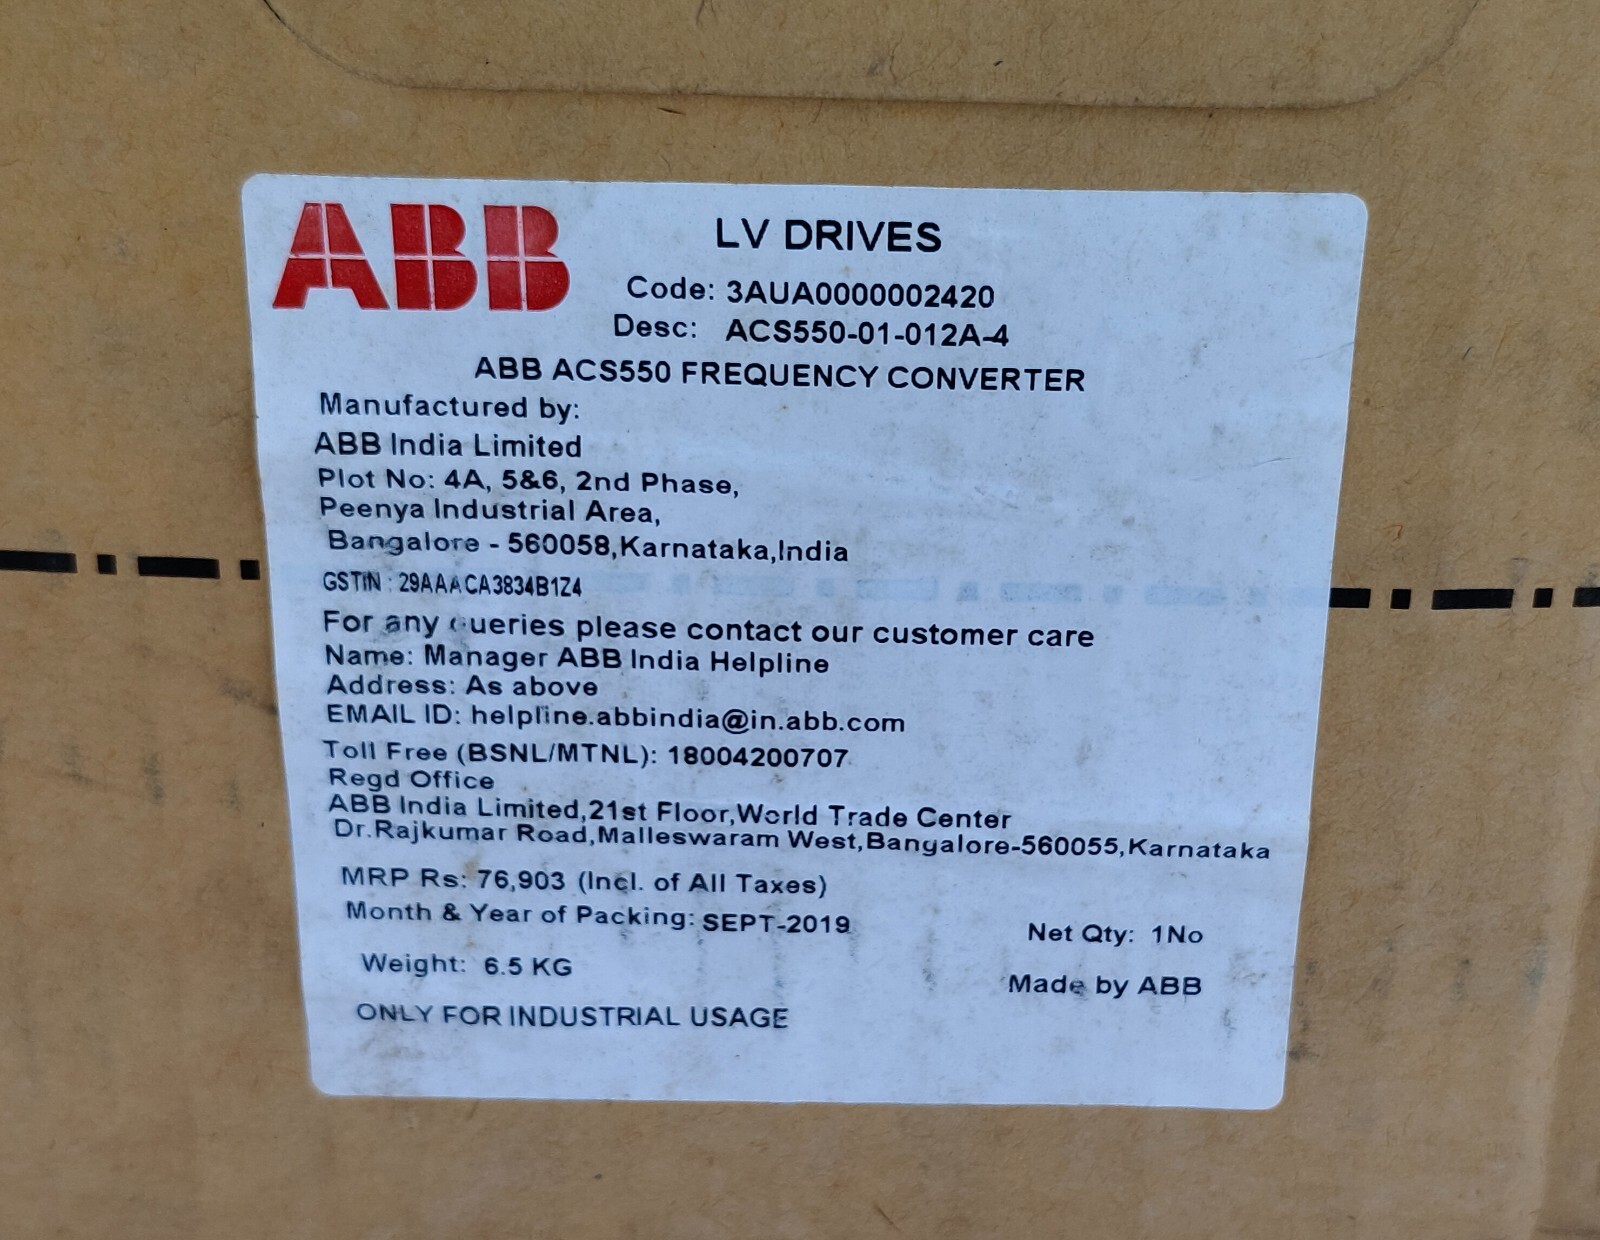 ABB
LV DRIVES
Code: 3AUA0000002420
Desc: ACS550-01-012A-4
ABB ACS550 FREQUENCY CONVERTER
Manufactured by:
ABB India Limited
Plot No: 4A, 5&6, 2nd Phase,
Peenya Industrial Area,
Bangalore - 560058,Karnataka,India
GSTIN : 29AAACA3834B1Z4
For any queries please contact our customer care
Name: Manager ABB India Helpline
Address: As above
EMAIL ID: helpline.abbindia@in.abb.com
Toll Free (BSNL/MTNL): 18004200707
Regd Office
ABB India Limited,21st Floor,World Trade Center
Dr.Rajkumar Road,Malleswaram West,Bangalore-560055,Karnataka
MRP Rs: 76,903 (Incl. of All Taxes)
Month & Year of Packing: SEPT-2019
Net Qty: 1No
Weight: 6.5 KG
Made by ABB
ONLY FOR INDUSTRIAL USAGE